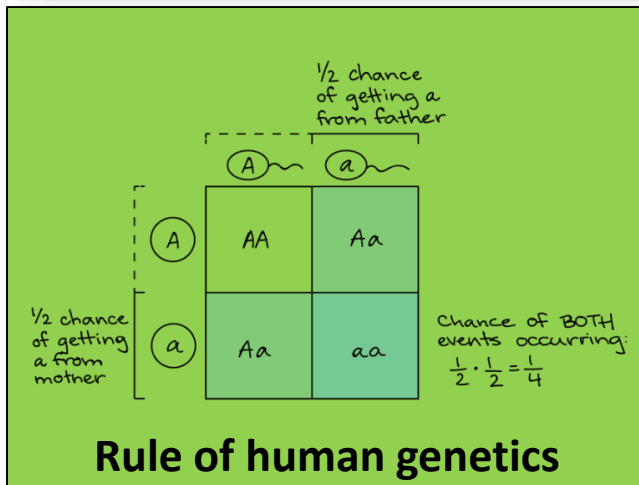 1/2 chance
of getting a
from father
A a
A AA Aa
1/2 chance
of getting
a from
mother
a Aa aa
Chance of BOTH
events occurring:
1/2 · 1/2 = 1/4
Rule of human genetics